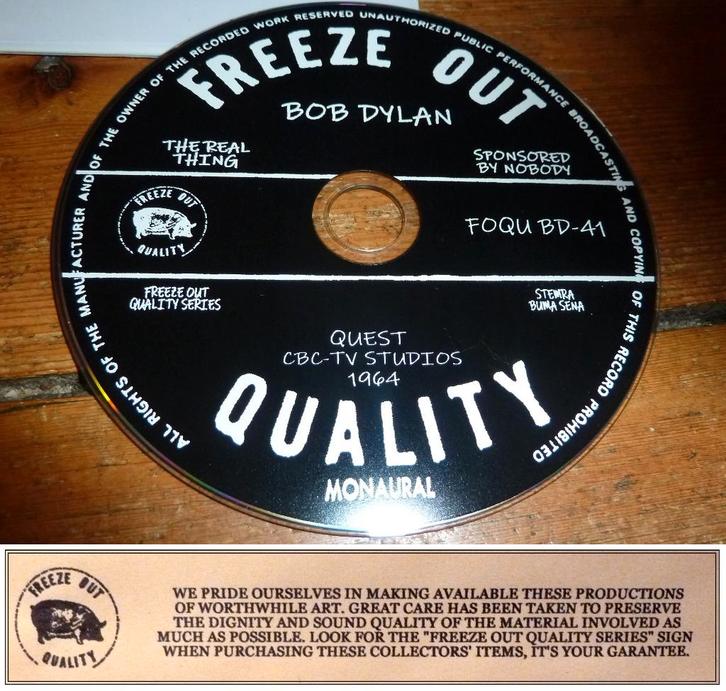 ALL RIGHTS OF THE MANUFACTURER AND OF THE OWNER OF THE RECORDED WORK RESERVED UNAUTHORIZED PUBLIC PERFORMANCE BROADCASTING AND COPYING OF THIS RECORD PROHIBITED
FREEZE OUT
BOB DYLAN
THE REAL
THING
SPONSORED
BY NOBODY
FREEZE OUT
QUALITY
FOQU BD-41
FREEZE OUT
QUALITY SERIES
STEMRA
BUMA SENA
QUEST
CBC-TV STUDIOS
1964
QUALITY
MONAURAL
FREEZE OUT
QUALITY
WE PRIDE OURSELVES IN MAKING AVAILABLE THESE PRODUCTIONS
OF WORTHWHILE ART. GREAT CARE HAS BEEN TAKEN TO PRESERVE
THE DIGNITY AND SOUND QUALITY OF THE MATERIAL INVOLVED AS
MUCH AS POSSIBLE. LOOK FOR THE "FREEZE OUT QUALITY SERIES" SIGN
WHEN PURCHASING THESE COLLECTORS' ITEMS, IT'S YOUR GARANTEE.